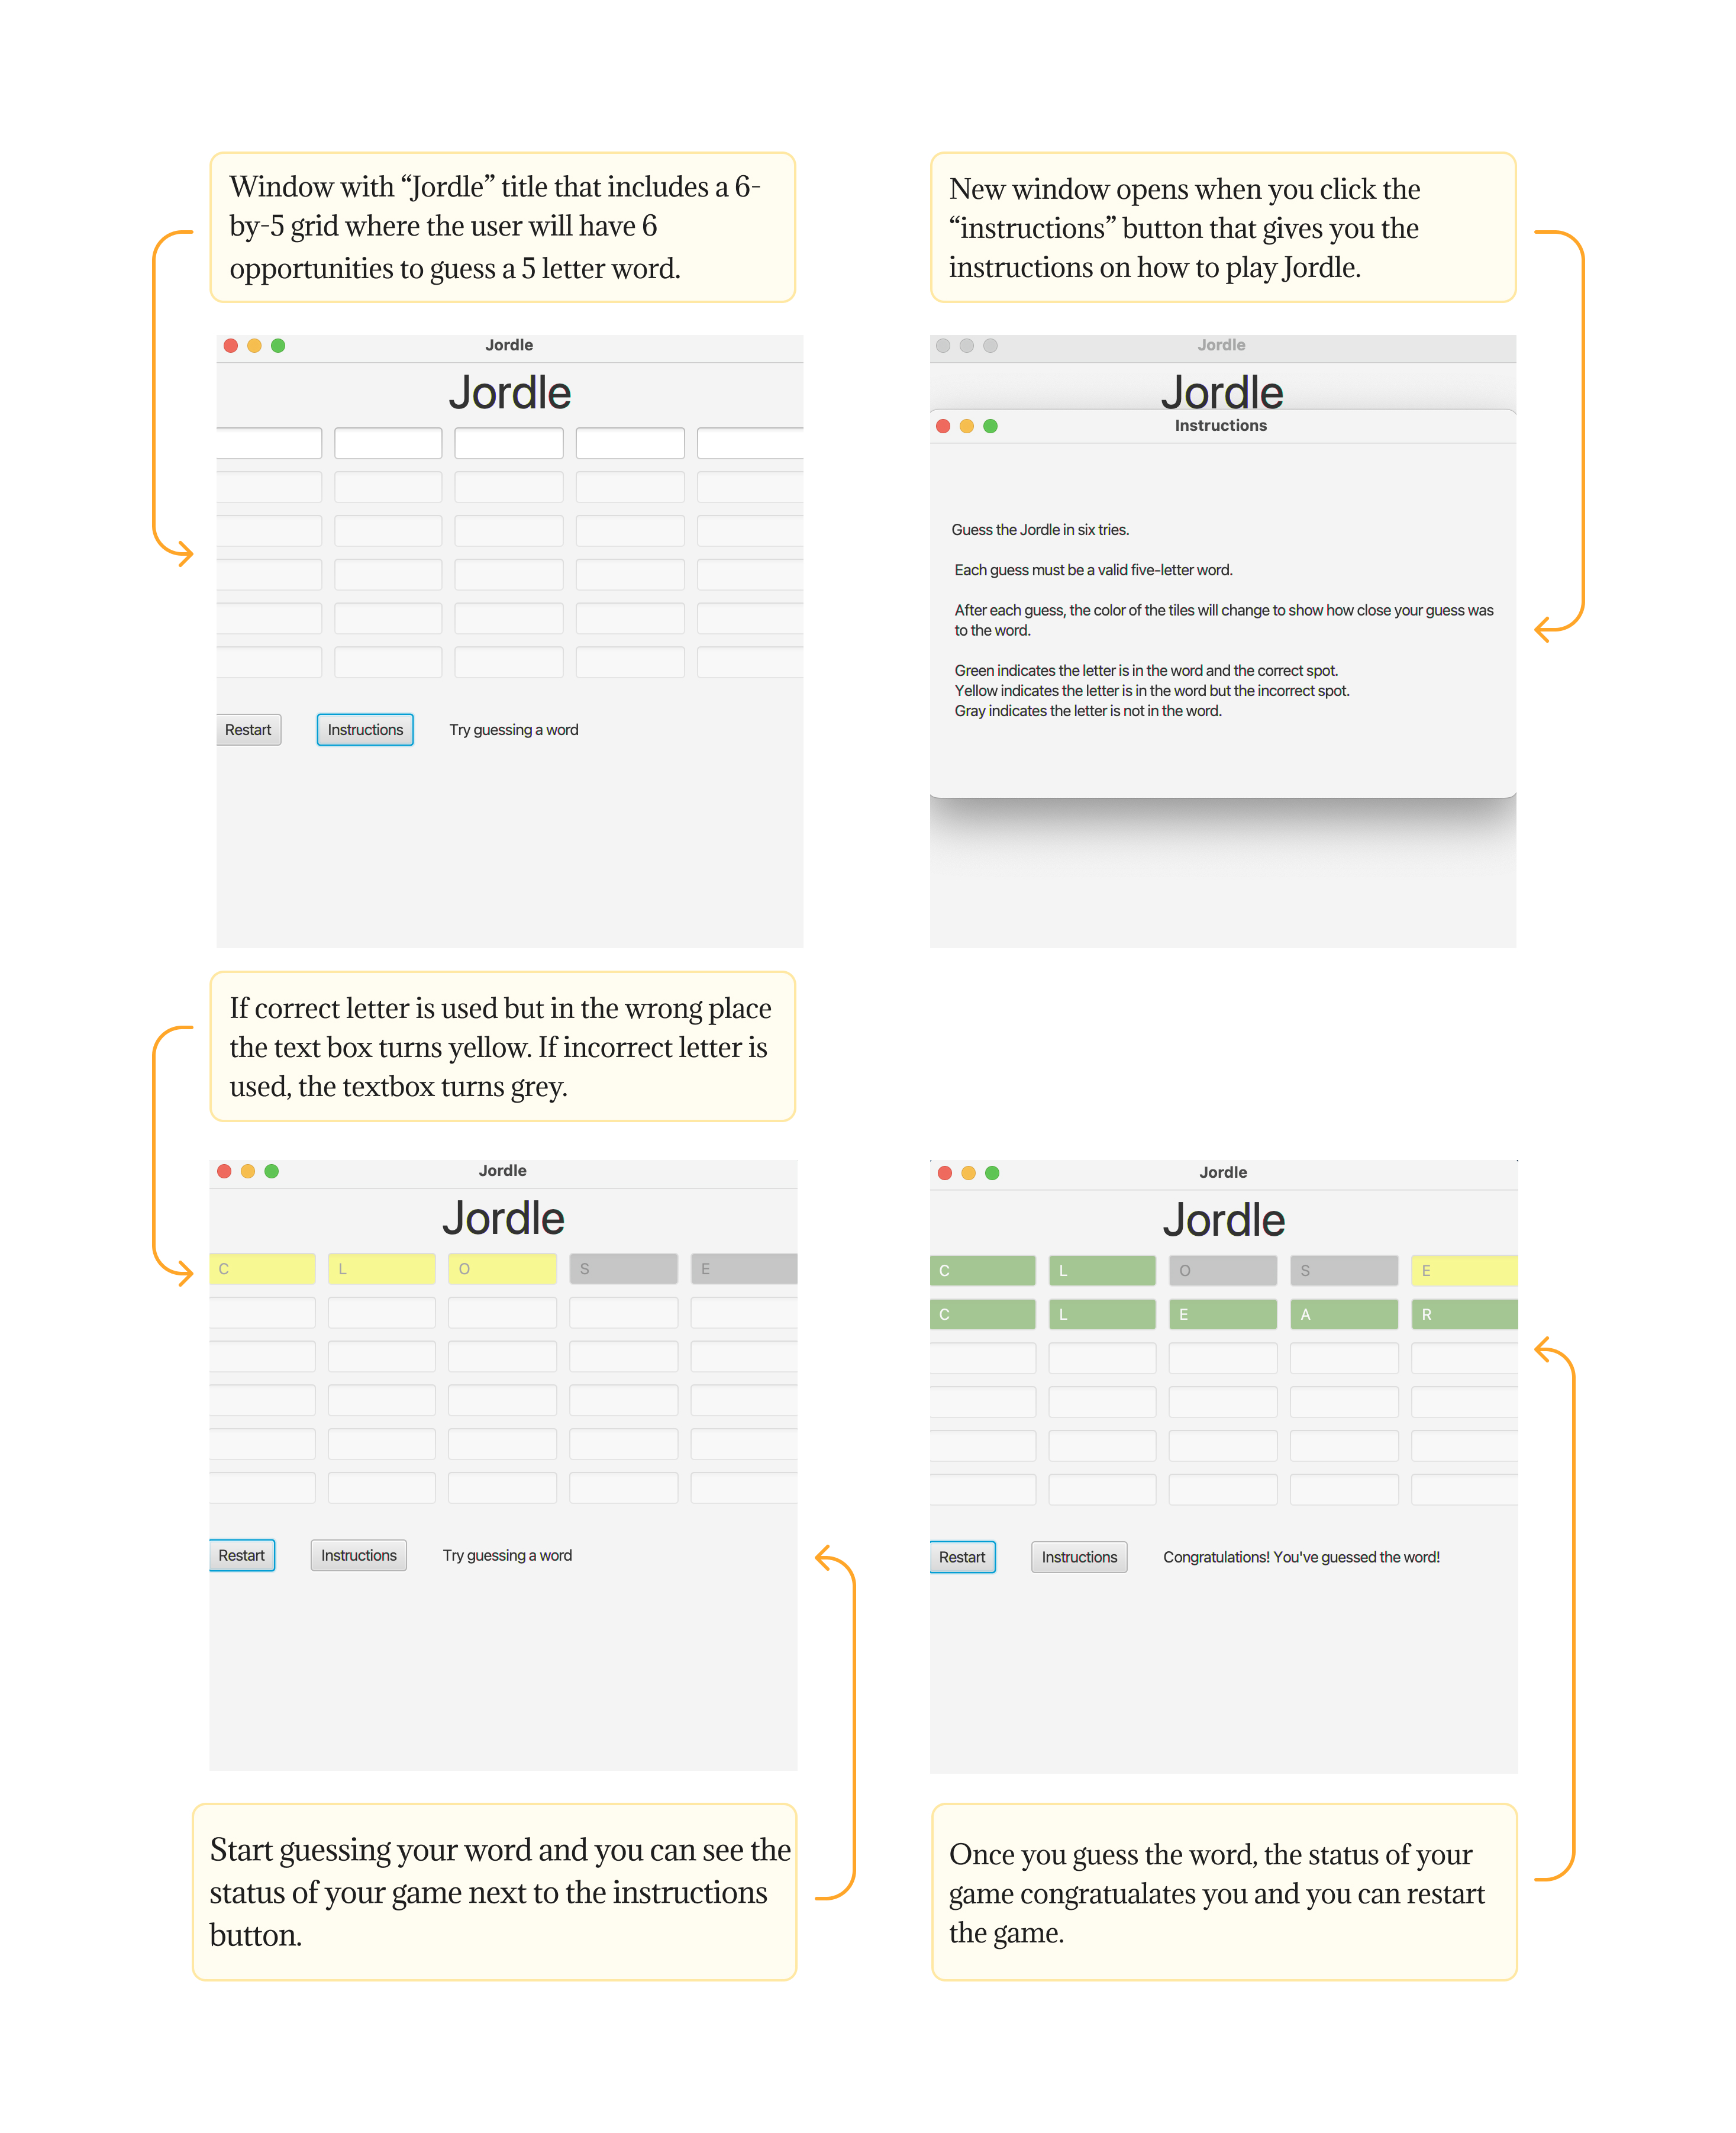 Window with “Jordle” title that includes a 6-
by-5 grid where the user will have 6
opportunities to guess a 5 letter word.
Jordle
Jordle
Restart Instructions Try guessing a word
New window opens when you click the
“instructions” button that gives you the
instructions on how to play Jordle.
Jordle
Jordle
Instructions
Guess the Jordle in six tries.
Each guess must be a valid five-letter word.
After each guess, the color of the tiles will change to show how close your guess was
to the word.
Green indicates the letter is in the word and the correct spot.
Yellow indicates the letter is in the word but the incorrect spot.
Gray indicates the letter is not in the word.
If correct letter is used but in the wrong place
the text box turns yellow. If incorrect letter is
used, the textbox turns grey.
Jordle
Jordle
C L O S E
Restart Instructions Try guessing a word
Start guessing your word and you can see the
status of your game next to the instructions
button.
Jordle
Jordle
C L O S E
C L E A R
Restart Instructions Congratulations! You've guessed the word!
Once you guess the word, the status of your
game congratualates you and you can restart
the game.